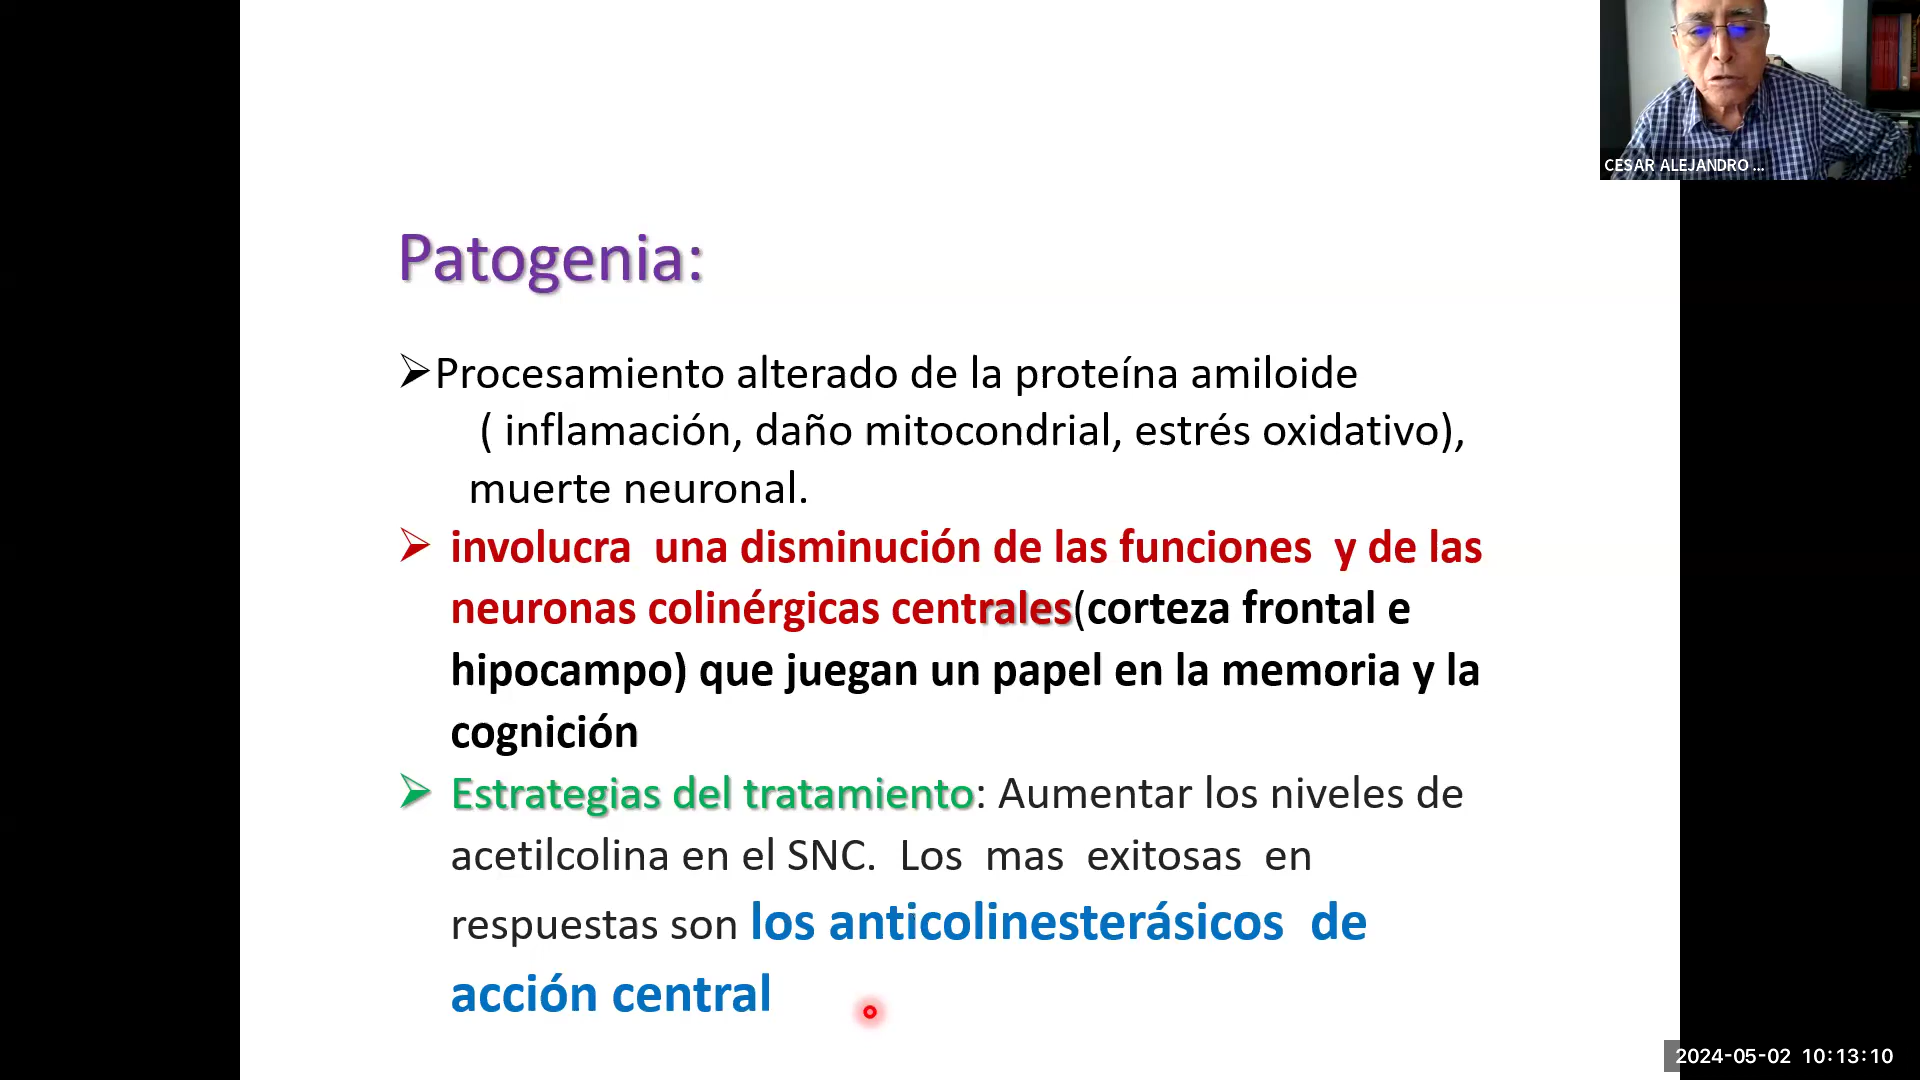 CESAR ALEJANDRO ...
Patogenia:
➢Procesamiento alterado de la proteína amiloide
( inflamación, daño mitocondrial, estrés oxidativo),
muerte neuronal.
➢ involucra una disminución de las funciones y de las
neuronas colinérgicas centrales(corteza frontal e
hipocampo) que juegan un papel en la memoria y la
cognición
➢ Estrategias del tratamiento: Aumentar los niveles de
acetilcolina en el SNC. Los mas exitosas en
respuestas son los anticolinesterásicos de
acción central
2024-05-02 10:13:10